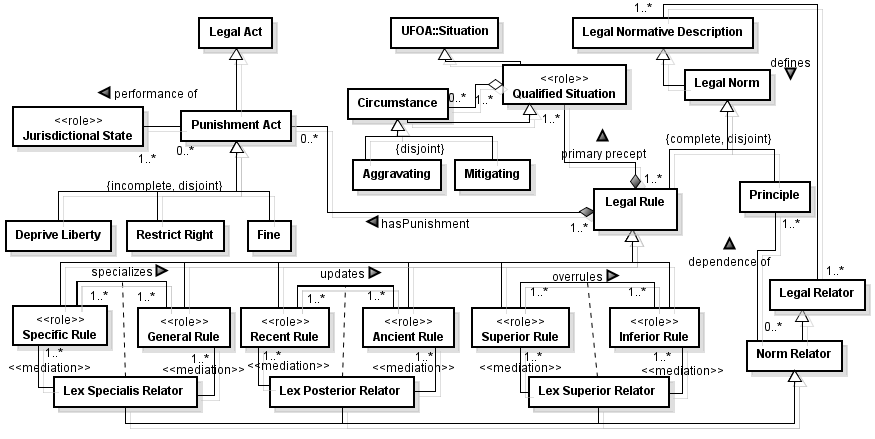 1..*
Legal Act
UFOA::Situation
Legal Normative Description
defines
<<role>>
Qualified Situation
Legal Norm
performance of
Circumstance
0..*
1..*
1..*
<<role>>
Jurisdictional State
Punishment Act
1..*
0..*
0..*
{disjoint}
{complete, disjoint}
primary precept
Aggravating
Mitigating
1..*
{incomplete, disjoint}
Legal Rule
Principle
Deprive Liberty
Restrict Right
Fine
hasPunishment
1..*
1..*
dependence of
specializes
updates
overrules
1..*
1..*
1..*
1..*
1..*
1..*
1..*
<<role>>
Specific Rule
<<role>>
General Rule
<<role>>
Recent Rule
<<role>>
Ancient Rule
<<role>>
Superior Rule
<<role>>
Inferior Rule
Legal Relator
0..*
1..*
1..*
1..*
1..*
1..*
1..*
Norm Relator
<<mediation>>
<<mediation>>
<<mediation>>
<<mediation>>
<<mediation>>
<<mediation>>
Lex Specialis Relator
Lex Posterior Relator
Lex Superior Relator